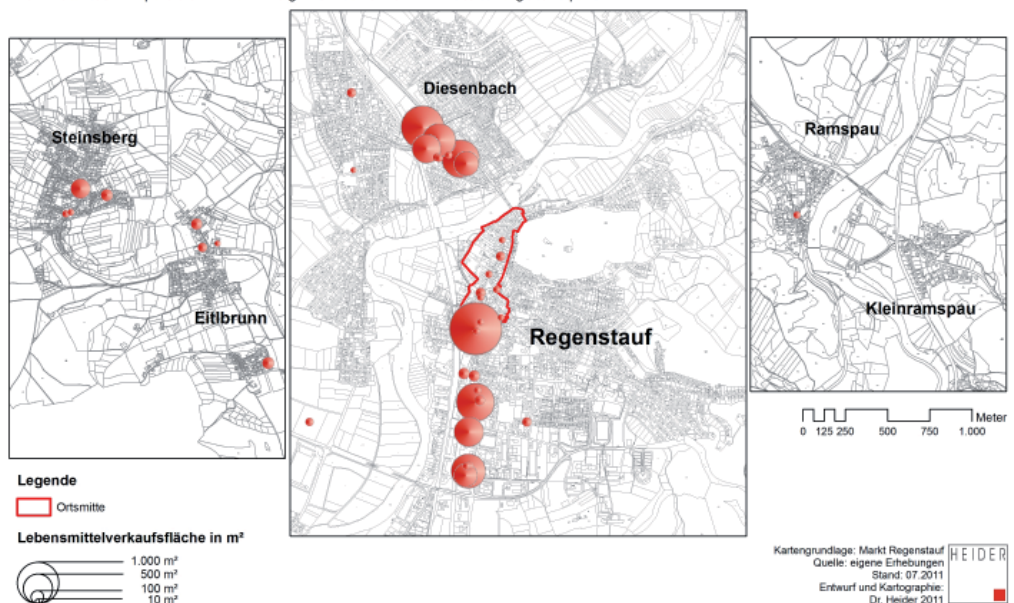 Steinsberg
Eitlbrunn
Diesenbach
Regenstauf
Ramspau
Kleinramspau
Meter
0 125 250 500 750 1.000
Legende
Ortsmitte
Lebensmittelverkaufsfläche in m²
1.000 m²
500 m²
100 m²
10 m²
Kartengrundlage: Markt Regenstauf
Quelle: eigene Erhebungen
Stand: 07.2011
Entwurf und Kartographie:
Dr. Heider 2011
HEIDER